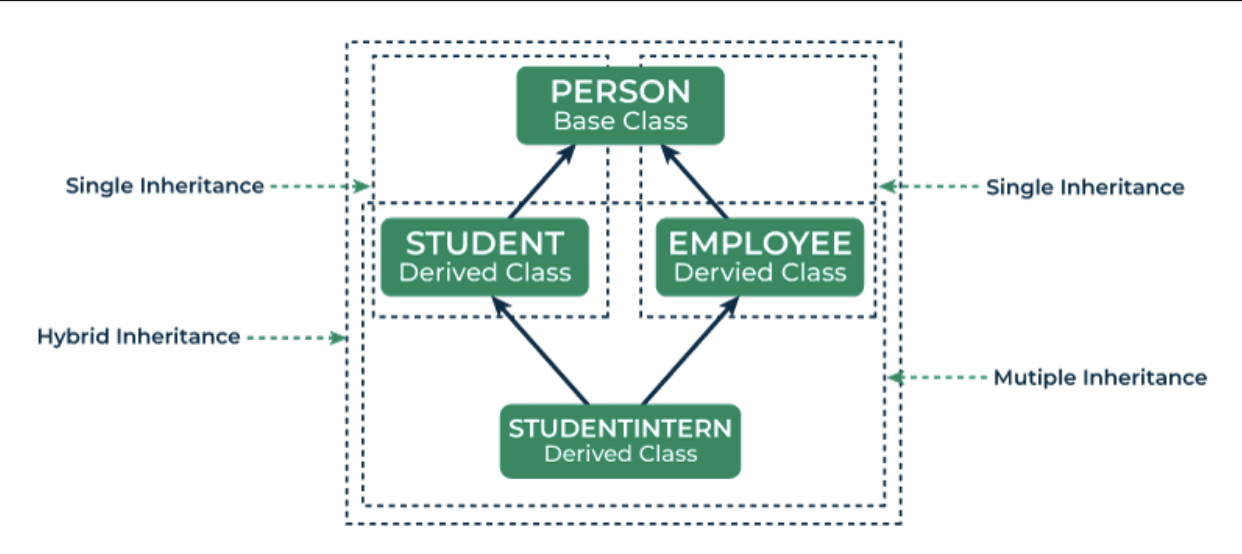 PERSON
Base Class
Single Inheritance
Single Inheritance
STUDENT
Derived Class
EMPLOYEE
Dervied Class
Hybrid Inheritance
Mutiple Inheritance
STUDENTINTERN
Derived Class